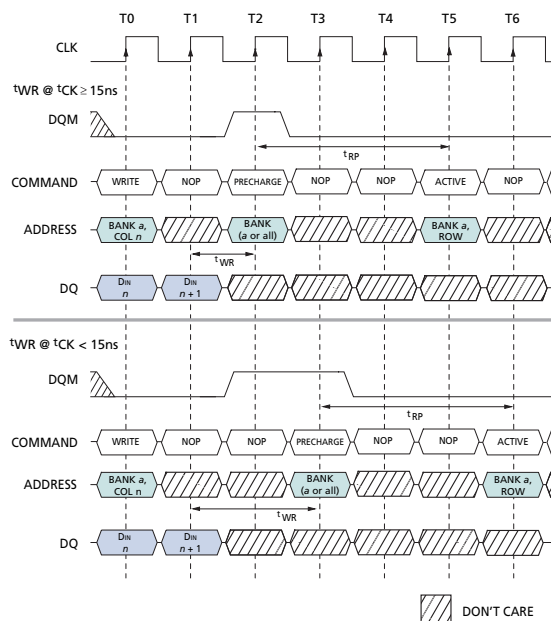 T0 T1 T2 T3 T4 T5 T6
CLK
tWR @ tCK ≥ 15ns
DQM
tRP
COMMAND WRITE NOP PRECHARGE NOP NOP ACTIVE NOP
ADDRESS BANK a, COL n BANK (a or all) BANK a, ROW
tWR
DQ DIN n DIN n + 1
tWR @ tCK < 15ns
DQM
tRP
COMMAND WRITE NOP NOP PRECHARGE NOP NOP ACTIVE
ADDRESS BANK a, COL n BANK (a or all) BANK a, ROW
tWR
DQ DIN n DIN n + 1
DON'T CARE